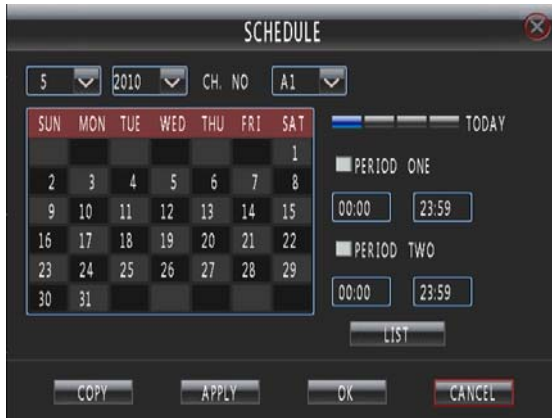 SCHEDULE
5 2010 CH. NO A1
SUN MON TUE WED THU FRI SAT TODAY
1
PERIOD ONE
2 3 4 5 6 7 8
9 10 11 12 13 14 15 00:00 23:59
16 17 18 19 20 21 22
PERIOD TWO
23 24 25 26 27 28 29
30 31 00:00 23:59
LIST
COPY APPLY OK CANCEL